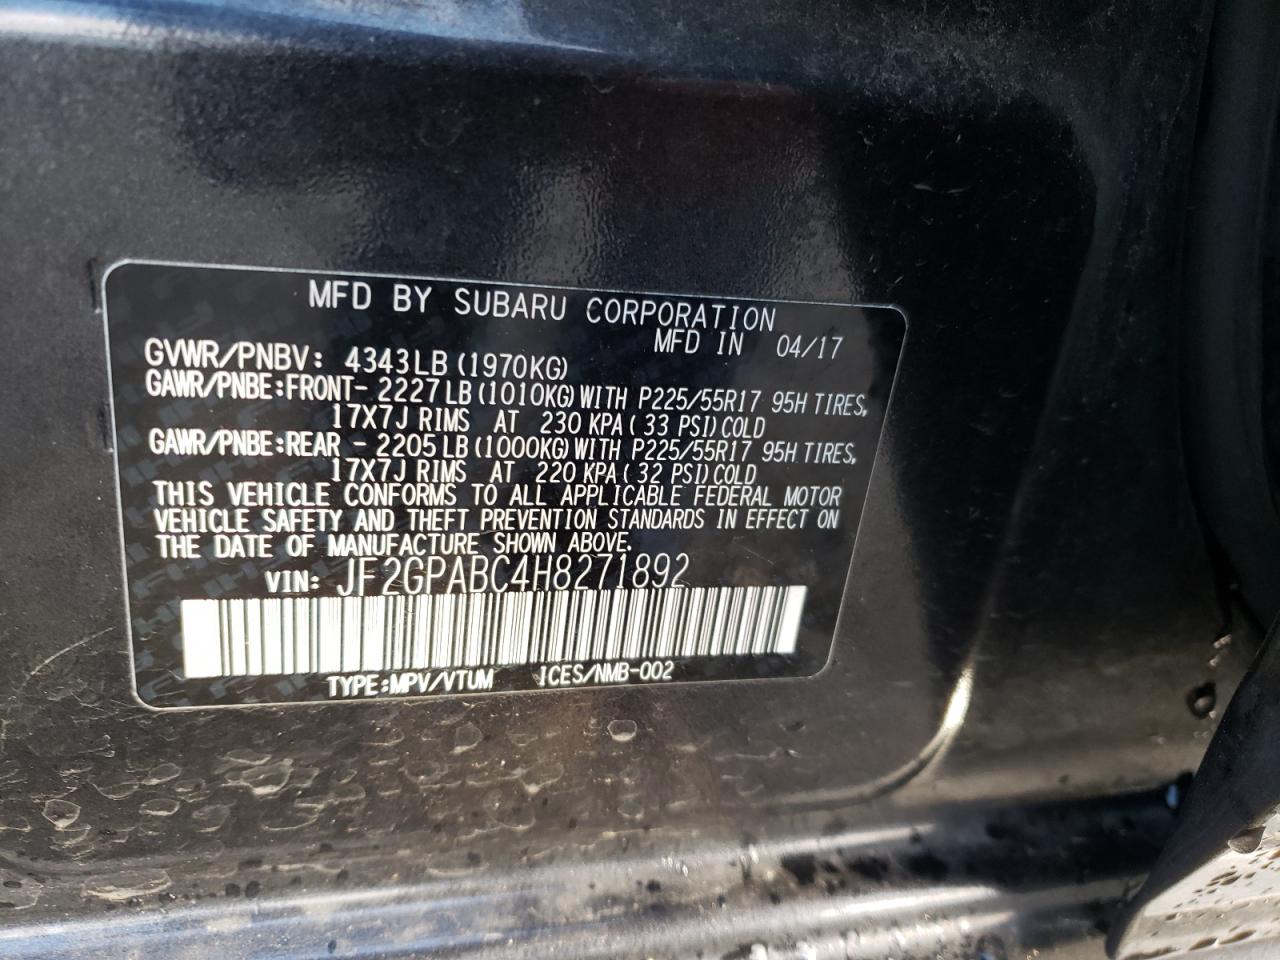 MFD BY SUBARU CORPORATION
MFD IN 04/17
GVWR/PNBV: 4343LB (1970KG)
GAWR/PNBE:FRONT- 2227LB (1010KG) WITH P225/55R17 95H TIRES,
17X7J RIMS AT 230 KPA (33 PSI) COLD
GAWR/PNBE:REAR - 2205LB (1000KG) WITH P225/55R17 95H TIRES,
17X7J RIMS AT 220 KPA (32 PSI) COLD
THIS VEHICLE CONFORMS TO ALL APPLICABLE FEDERAL MOTOR
VEHICLE SAFETY AND THEFT PREVENTION STANDARDS IN EFFECT ON
THE DATE OF MANUFACTURE SHOWN ABOVE.
VIN: JF2GPABC4H8271892
TYPE:MPV/VTUM ICES/NMB-002